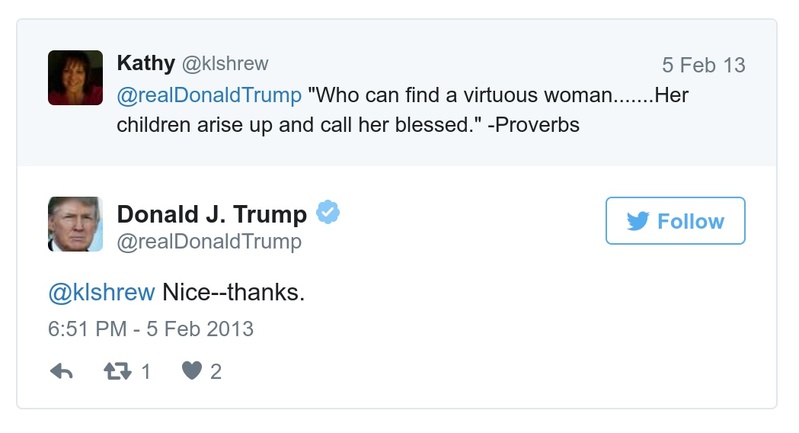 Kathy @klshrew 5 Feb 13
@realDonaldTrump "Who can find a virtuous woman.......Her
children arise up and call her blessed." -Proverbs
Donald J. Trump
@realDonaldTrump
Follow
@klshrew Nice--thanks.
6:51 PM - 5 Feb 2013
1 2